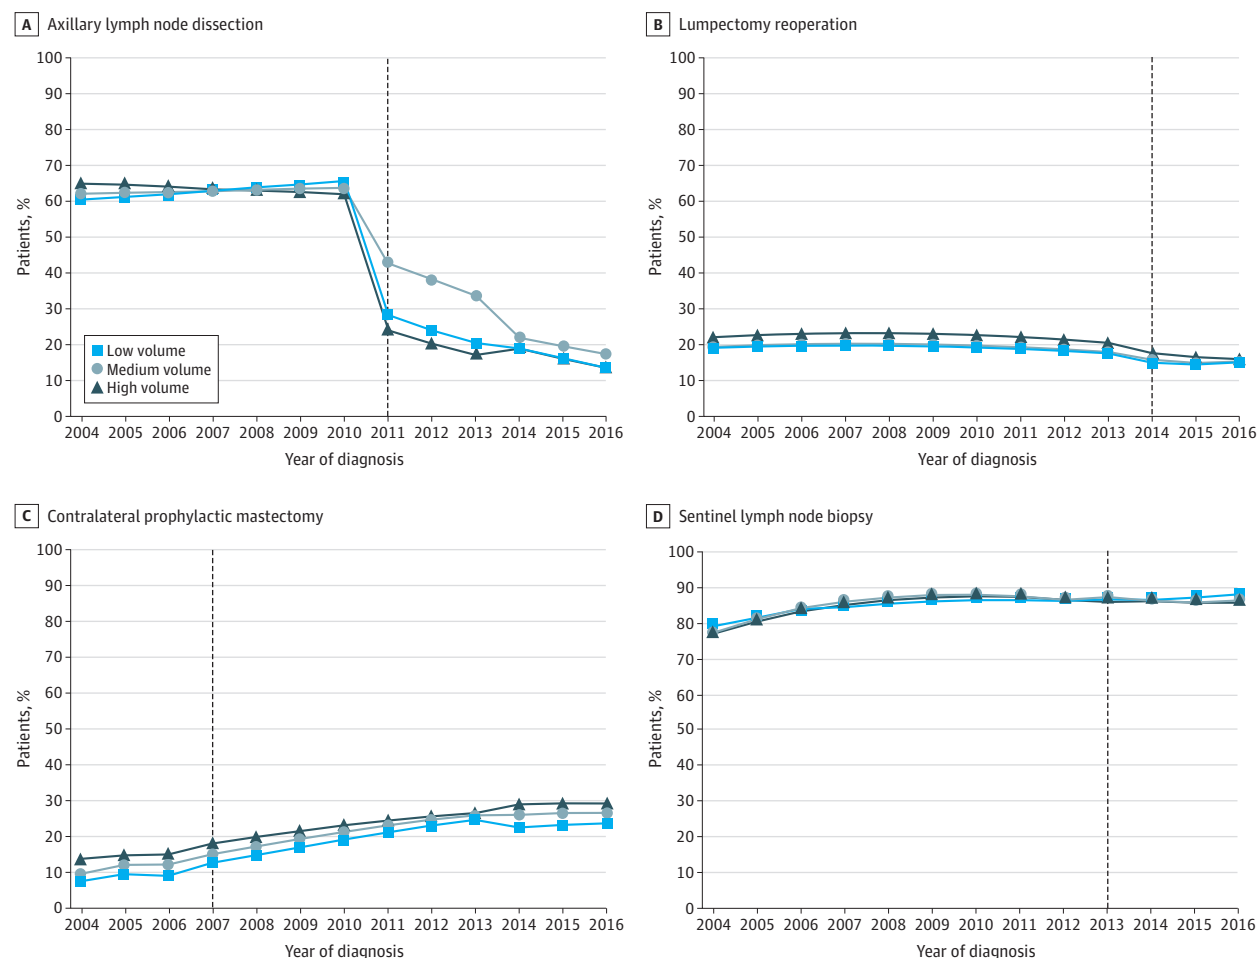 A Axillary lymph node dissection
100
90
80
70
60
50
40
30
20
10
0
Patients, %
Low volume
Medium volume
High volume
2004 2005 2006 2007 2008 2009 2010 2011 2012 2013 2014 2015 2016
Year of diagnosis
B Lumpectomy reoperation
100
90
80
70
60
50
40
30
20
10
0
Patients, %
2004 2005 2006 2007 2008 2009 2010 2011 2012 2013 2014 2015 2016
Year of diagnosis
C Contralateral prophylactic mastectomy
100
90
80
70
60
50
40
30
20
10
0
Patients, %
2004 2005 2006 2007 2008 2009 2010 2011 2012 2013 2014 2015 2016
Year of diagnosis
D Sentinel lymph node biopsy
100
90
80
70
60
50
40
30
20
10
0
Patients, %
2004 2005 2006 2007 2008 2009 2010 2011 2012 2013 2014 2015 2016
Year of diagnosis